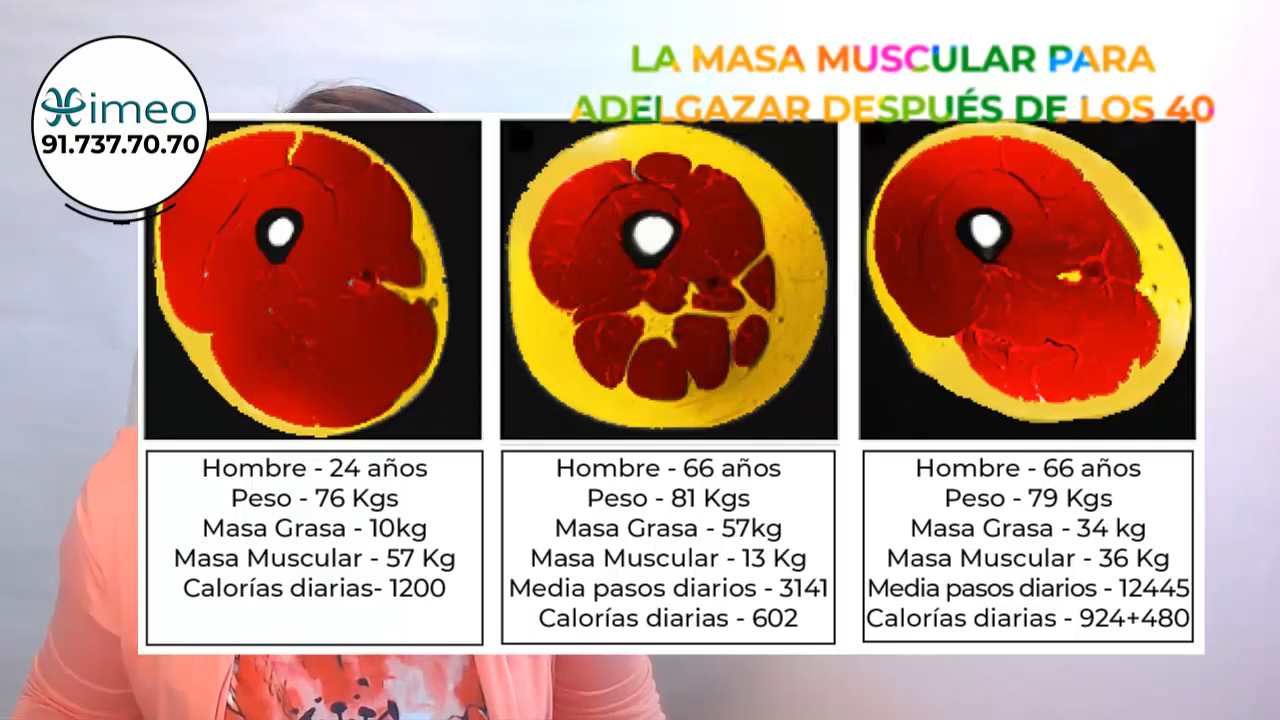 Ximeo
91.737.70.70
LA MASA MUSCULAR PARA
ADELGAZAR DESPUÉS DE LOS 40
Hombre - 24 años
Peso - 76 Kgs
Masa Grasa - 10kg
Masa Muscular - 57 Kg
Calorías diarias- 1200
Hombre - 66 años
Peso - 81 Kgs
Masa Grasa - 57kg
Masa Muscular - 13 Kg
Media pasos diarios - 3141
Calorías diarias - 602
Hombre - 66 años
Peso - 79 Kgs
Masa Grasa - 34 kg
Masa Muscular - 36 Kg
Media pasos diarios - 12445
Calorías diarias - 924+480